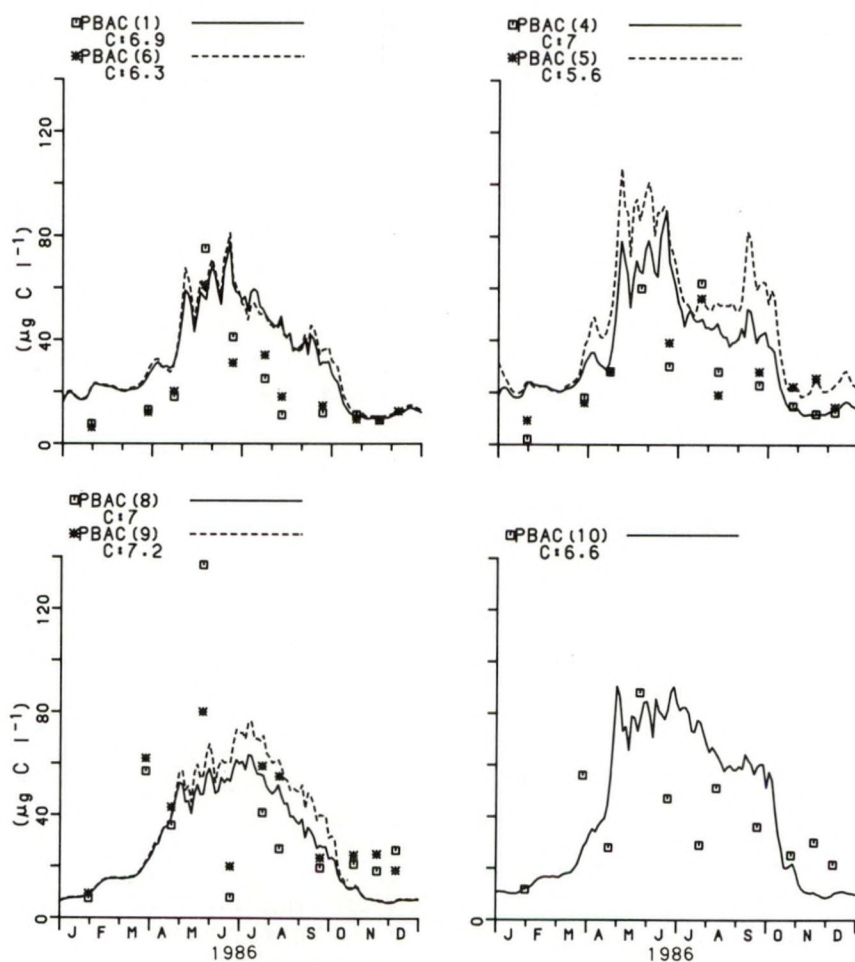 PBAC(1)
C:6.9
PBAC(6)
C:6.3
PBAC(4)
C:7
PBAC(5)
C:5.6
120
80
40
0
(µg C l⁻¹)
PBAC(8)
C:7
PBAC(9)
C:7.2
PBAC(10)
C:6.6
120
80
40
0
(µg C l⁻¹)
J F M A M J J A S O N D
1986
J F M A M J J A S O N D
1986